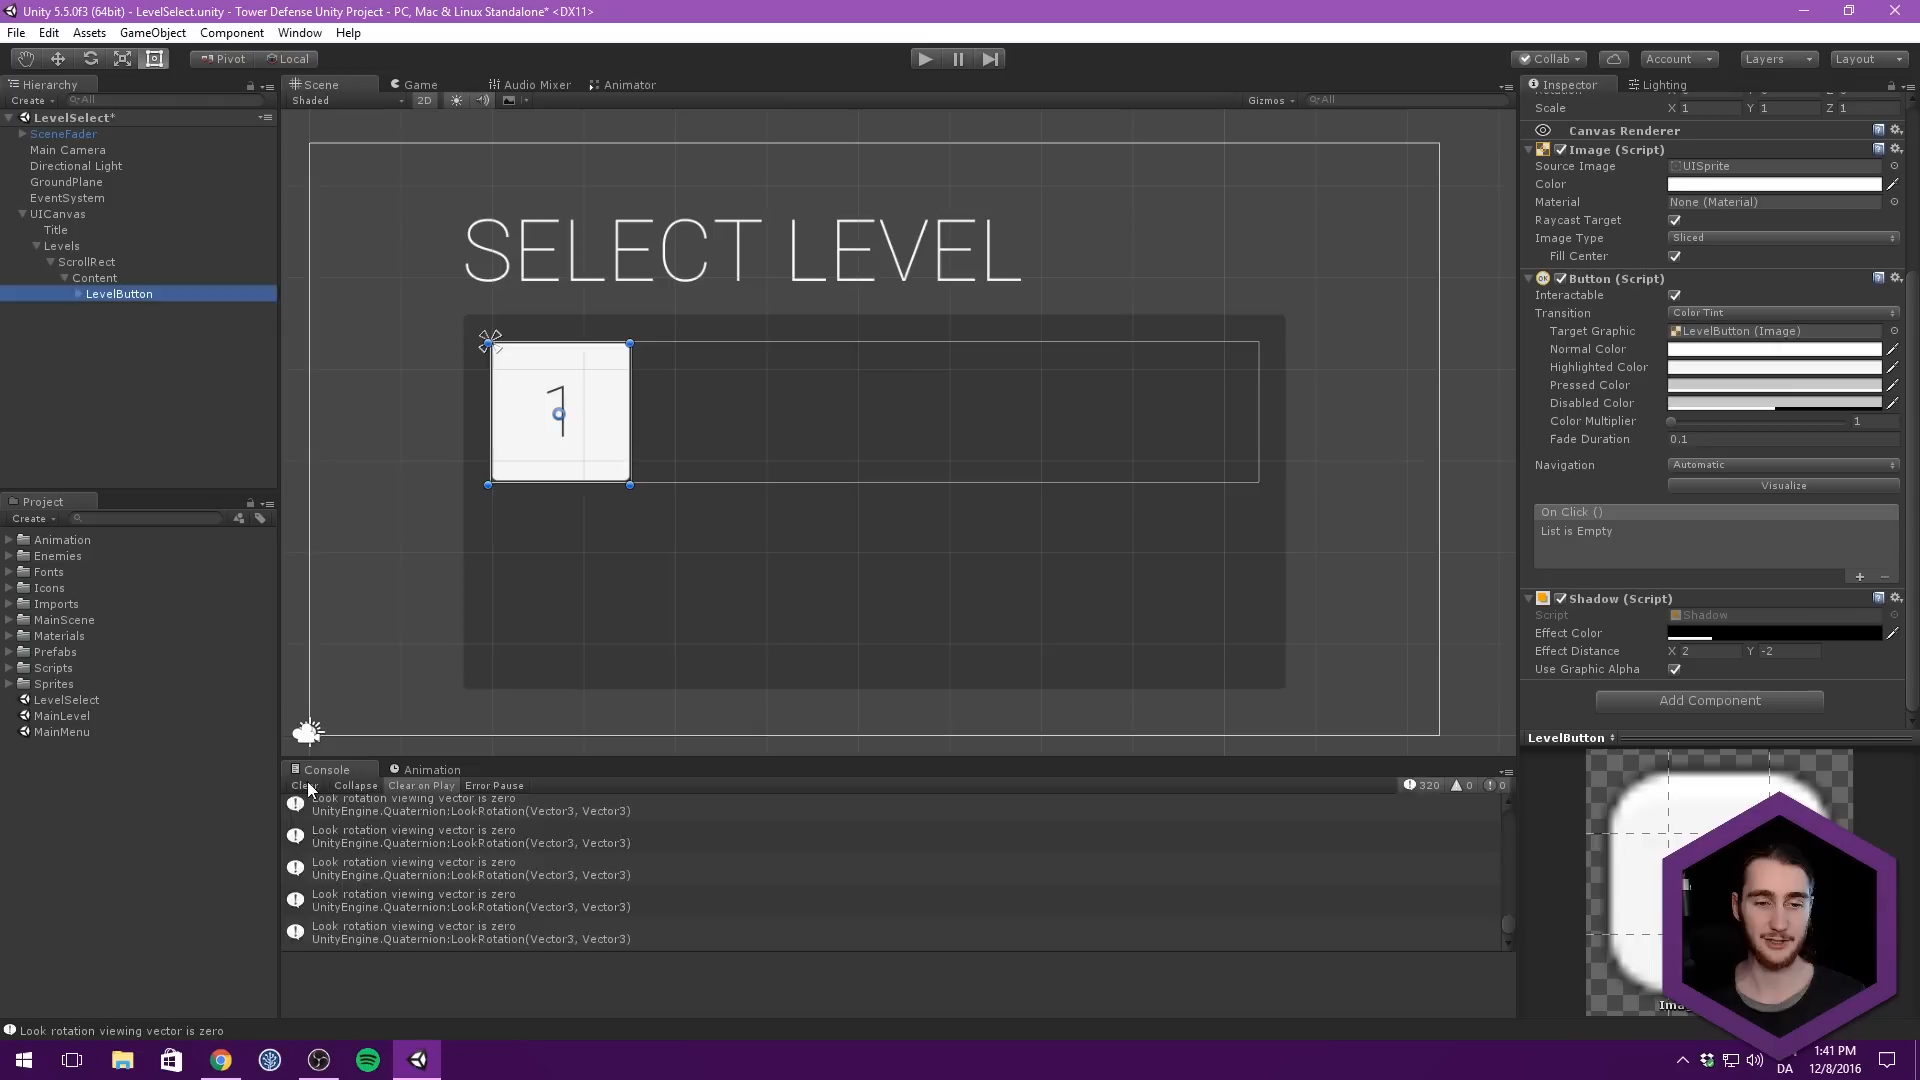 Unity 5.5.0f3 (64bit) - LevelSelect.unity - Tower Defense Unity Project - PC, Mac & Linux Standalone* <DX11>
File Edit Assets GameObject Component Window Help
Pivot Local Collab Account Layers Layout
Hierarchy
Create All
LevelSelect*
SceneFader
Main Camera
Directional Light
GroundPlane
EventSystem
UICanvas
Title
Levels
ScrollRect
Content
LevelButton
Project
Create
Animation
Enemies
Fonts
Icons
Imports
MainScene
Materials
Prefabs
Scripts
Sprites
LevelSelect
MainLevel
MainMenu
Scene Game Audio Mixer Animator
Shaded 2D Gizmos All
SELECT LEVEL
1
Console Animation
Clear Collapse Clear on Play Error Pause 320 0 0
Look rotation viewing vector is zero
UnityEngine.Quaternion:LookRotation(Vector3, Vector3)
Look rotation viewing vector is zero
UnityEngine.Quaternion:LookRotation(Vector3, Vector3)
Look rotation viewing vector is zero
UnityEngine.Quaternion:LookRotation(Vector3, Vector3)
Look rotation viewing vector is zero
UnityEngine.Quaternion:LookRotation(Vector3, Vector3)
Look rotation viewing vector is zero
UnityEngine.Quaternion:LookRotation(Vector3, Vector3)
Inspector Lighting
Scale X 1 Y 1 Z 1
Canvas Renderer
Image (Script)
Source Image UISprite
Color
Material None (Material)
Raycast Target
Image Type Sliced
Fill Center
Button (Script)
Interactable
Transition Color Tint
Target Graphic LevelButton (Image)
Normal Color
Highlighted Color
Pressed Color
Disabled Color
Color Multiplier 1
Fade Duration 0.1
Navigation Automatic
Visualize
On Click ()
List is Empty
Shadow (Script)
Script Shadow
Effect Color
Effect Distance X 2 Y -2
Use Graphic Alpha
Add Component
LevelButton
Look rotation viewing vector is zero
1:41 PM
DA 12/8/2016